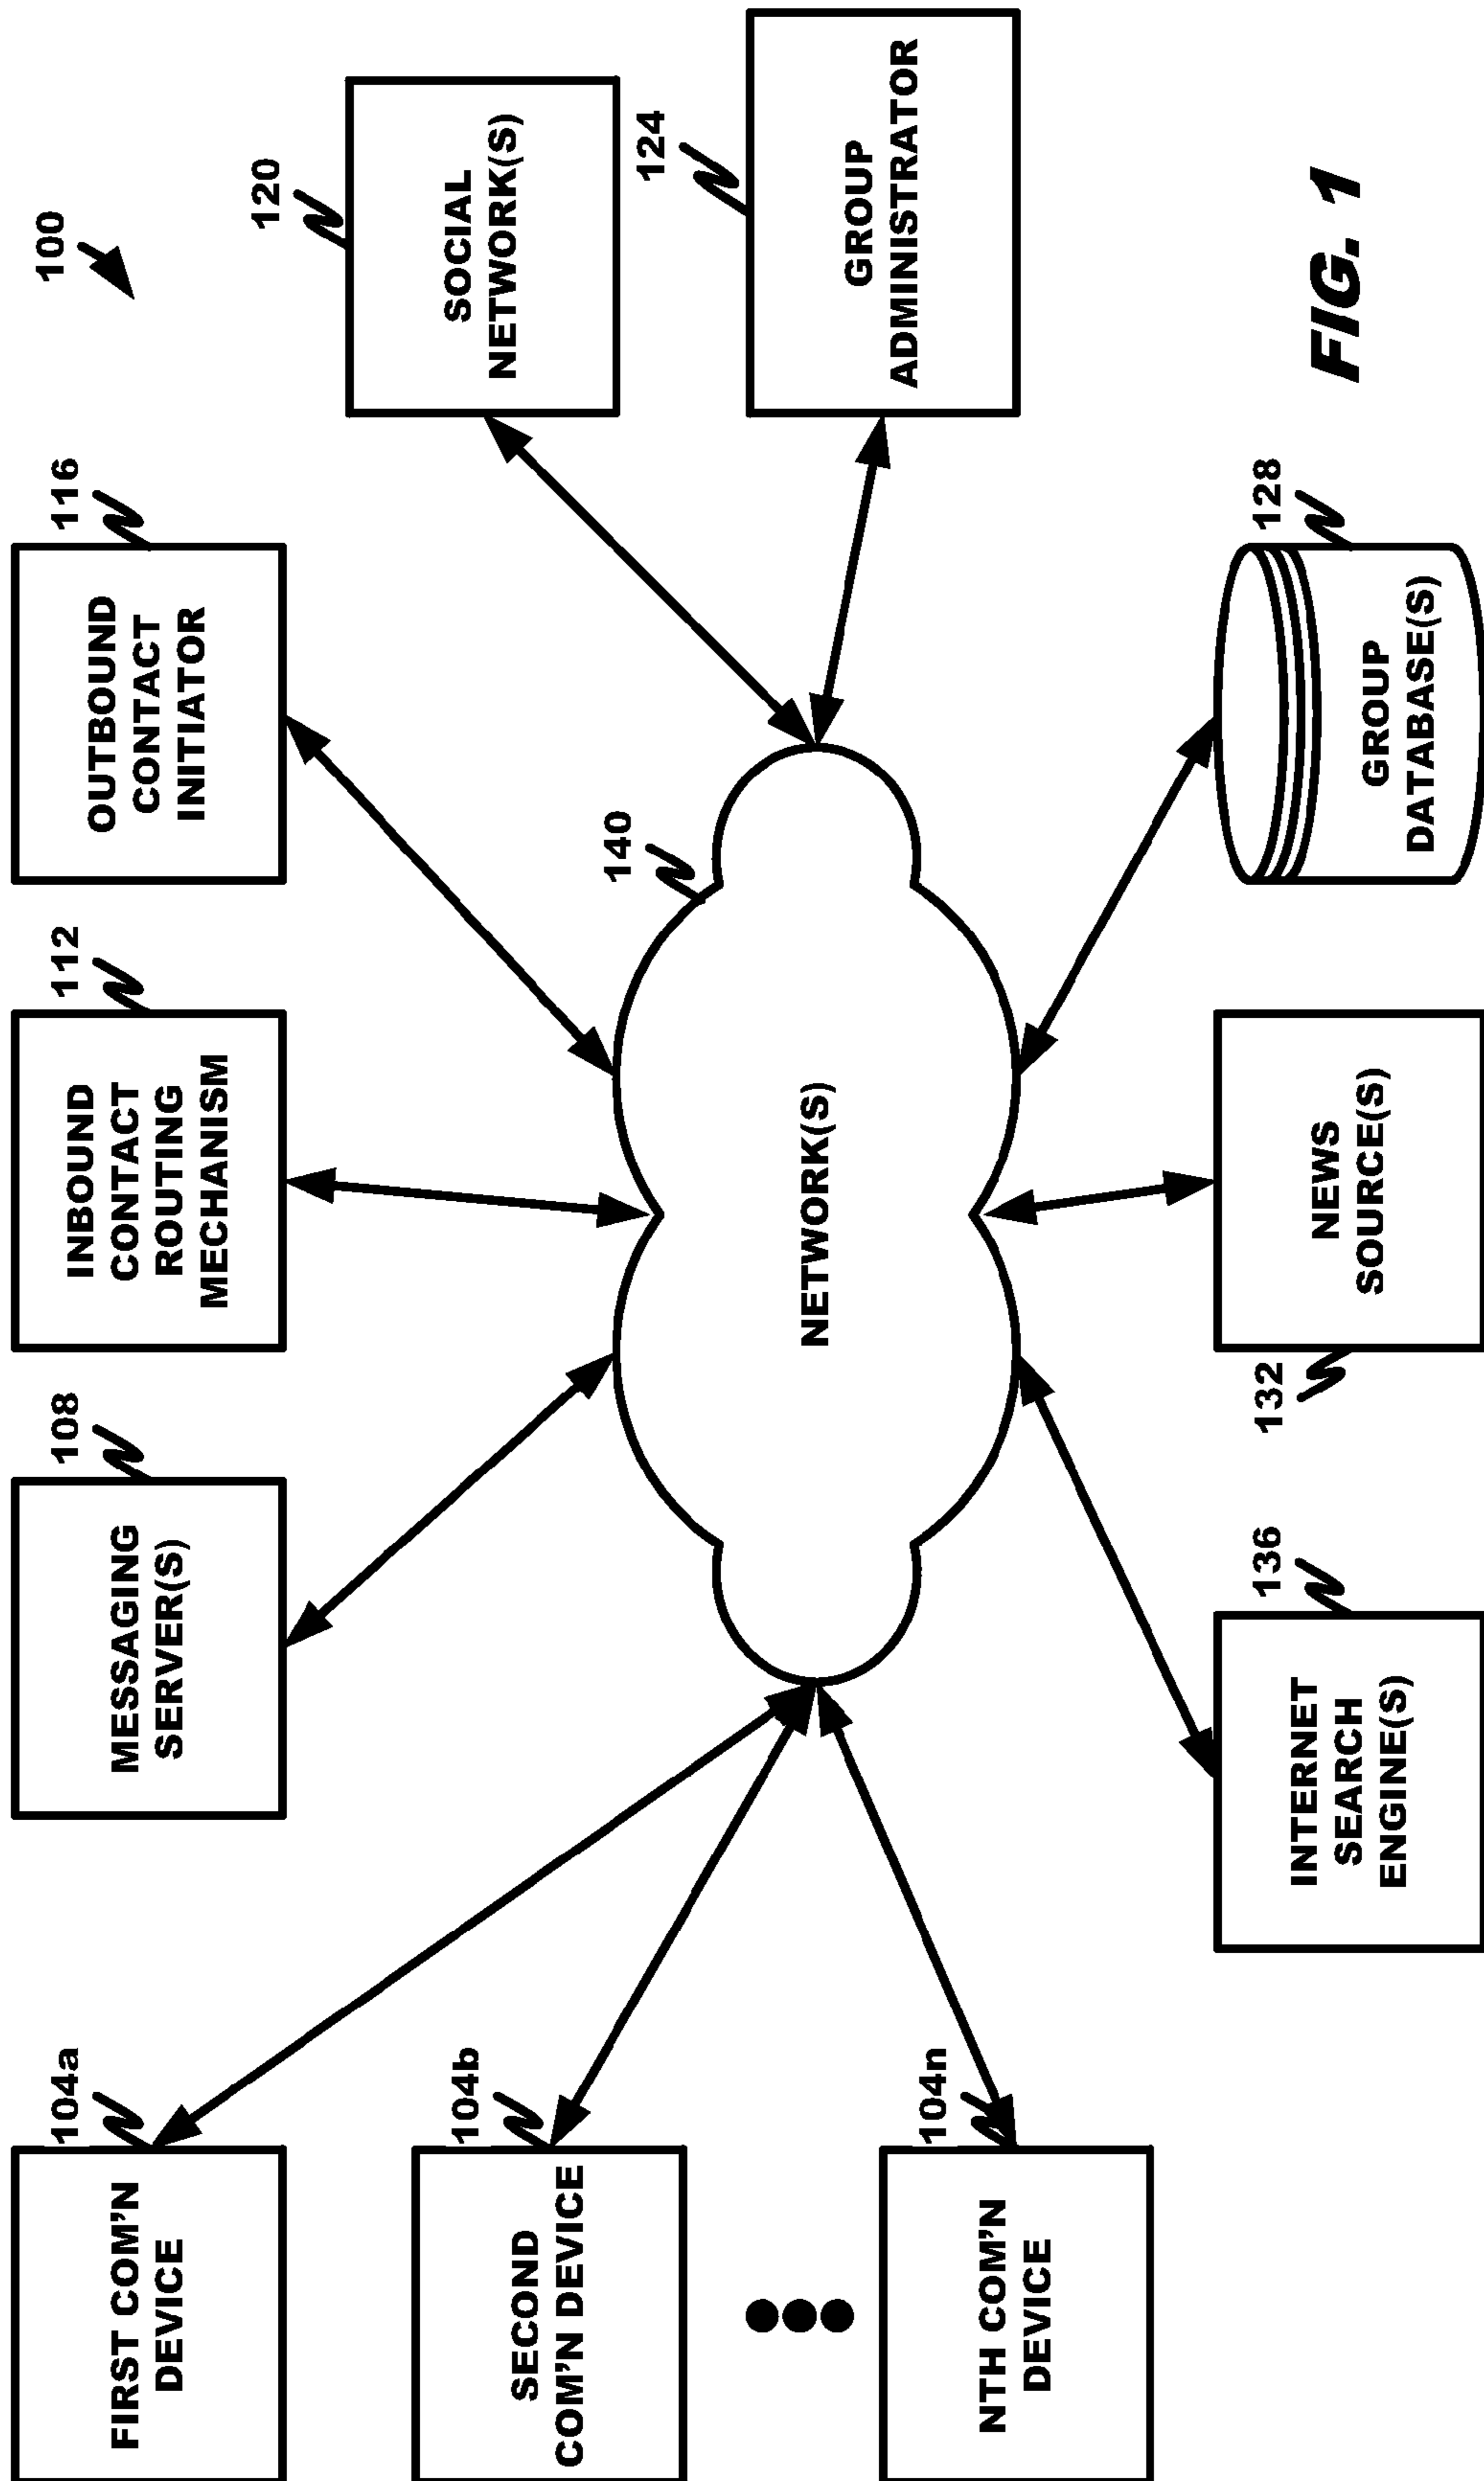 100
104a
FIRST COM'N
DEVICE
108
MESSAGING
SERVER(S)
112
INBOUND
CONTACT
ROUTING
MECHANISM
116
OUTBOUND
CONTACT
INITIATOR
120
SOCIAL
NETWORK(S)
104b
SECOND
COM'N DEVICE
140
NETWORK(S)
124
GROUP
ADMINISTRATOR
104n
NTH COM'N
DEVICE
136
INTERNET
SEARCH
ENGINE(S)
132
NEWS
SOURCE(S)
128
GROUP
DATABASE(S)
FIG. 1